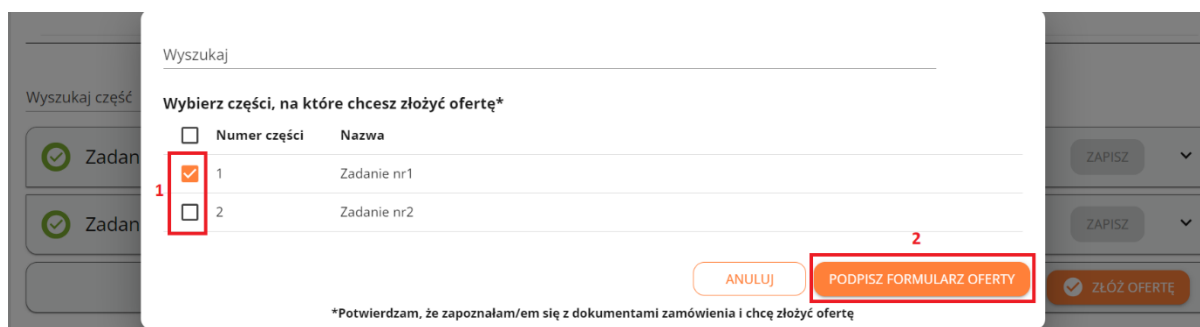 Wyszukaj
Wyszukaj część
Wybierz części, na które chcesz złożyć ofertę*
Numer części Nazwa
Zadan 1 1 Zadanie nr1 ZAPISZ
Zadan 2 Zadanie nr2 ZAPISZ
2
ANULUJ PODPISZ FORMULARZ OFERTY ZŁÓŻ OFERTĘ
*Potwierdzam, że zapoznałam/em się z dokumentami zamówienia i chcę złożyć ofertę